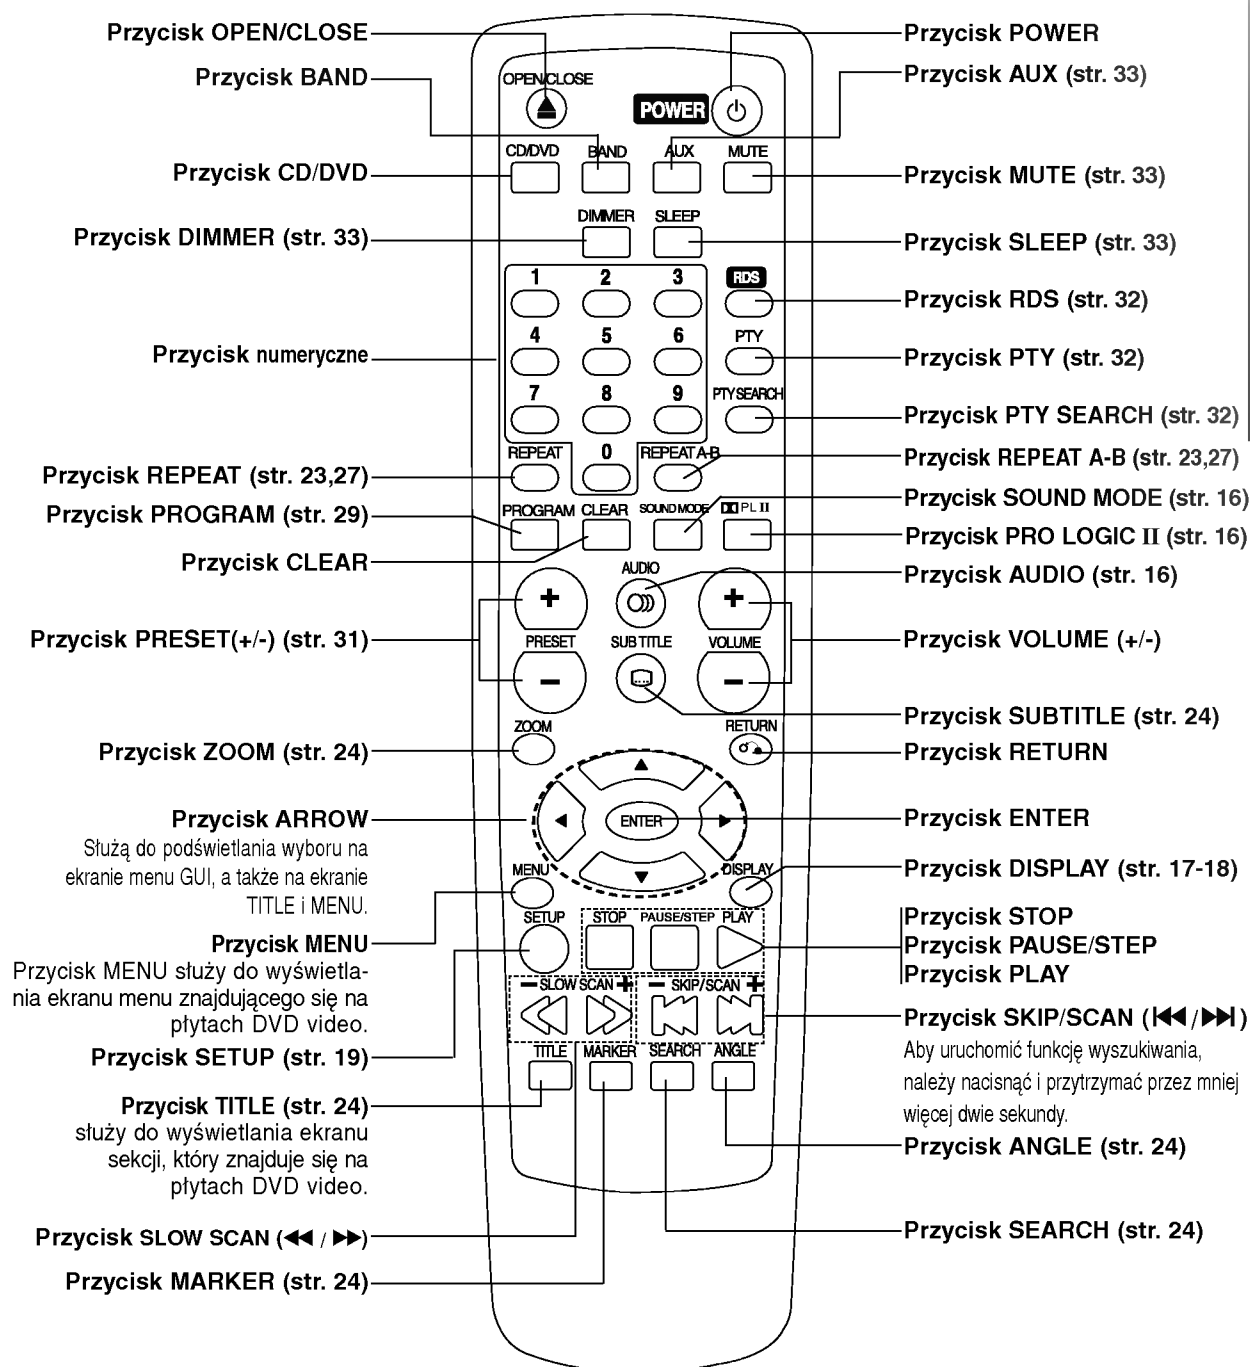 Przycisk OPEN/CLOSE
Przycisk BAND
Przycisk CD/DVD
Przycisk DIMMER (str. 33)
Przycisk numeryczne
Przycisk REPEAT (str. 23,27)
Przycisk PROGRAM (str. 29)
Przycisk CLEAR
Przycisk PRESET(+/-) (str. 31)
Przycisk ZOOM (str. 24)
Przycisk ARROW
Służą do podświetlania wyboru na
ekranie menu GUI, a także na ekranie
TITLE i MENU.
Przycisk MENU
Przycisk MENU służy do wyświetla-
nia ekranu menu znajdującego się na
płytach DVD video.
Przycisk SETUP (str. 19)
Przycisk TITLE (str. 24)
służy do wyświetlania ekranu
sekcji, który znajduje się na
płytach DVD video.
Przycisk SLOW SCAN (◀◀ / ▶▶)
Przycisk MARKER (str. 24)
OPEN/CLOSE
POWER
CD/DVD BAND AUX MUTE
DIMMER SLEEP
1 2 3 RDS
4 5 6 PTY
7 8 9 PTY SEARCH
REPEAT 0 REPEAT A-B
PROGRAM CLEAR SOUND MODE PL II
AUDIO
+ +
PRESET SUBTITLE VOLUME
− −
ZOOM RETURN
▲
◀ ENTER ▶
▼
MENU DISPLAY
SETUP STOP PAUSE/STEP PLAY
− SLOW SCAN + − SKIP/SCAN +
TITLE MARKER SEARCH ANGLE
Przycisk POWER
Przycisk AUX (str. 33)
Przycisk MUTE (str. 33)
Przycisk SLEEP (str. 33)
Przycisk RDS (str. 32)
Przycisk PTY (str. 32)
Przycisk PTY SEARCH (str. 32)
Przycisk REPEAT A-B (str. 23,27)
Przycisk SOUND MODE (str. 16)
Przycisk PRO LOGIC II (str. 16)
Przycisk AUDIO (str. 16)
Przycisk VOLUME (+/-)
Przycisk SUBTITLE (str. 24)
Przycisk RETURN
Przycisk ENTER
Przycisk DISPLAY (str. 17-18)
Przycisk STOP
Przycisk PAUSE/STEP
Przycisk PLAY
Przycisk SKIP/SCAN (|◀◀ / ▶▶|)
Aby uruchomić funkcję wyszukiwania,
należy nacisnąć i przytrzymać przez mniej
więcej dwie sekundy.
Przycisk ANGLE (str. 24)
Przycisk SEARCH (str. 24)